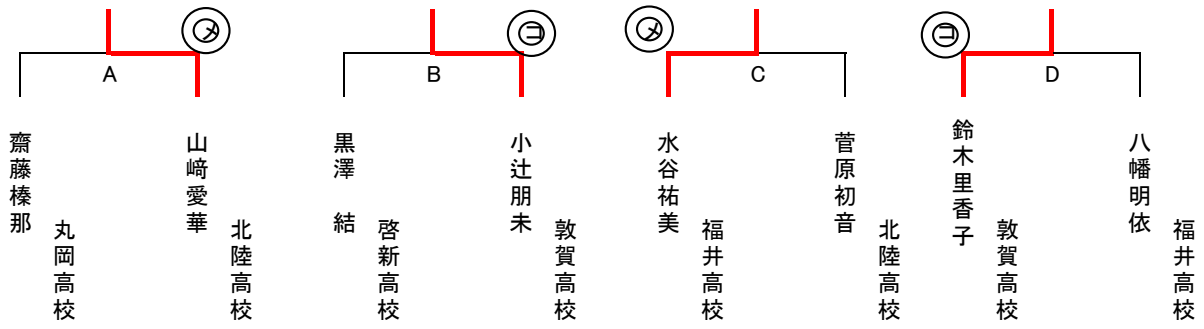 メ
コ
メ
コ
A
B
C
D
齋藤榛那
丸岡高校
山﨑愛華
北陸高校
黒澤 結
啓新高校
小辻朋未
敦賀高校
水谷祐美
福井高校
菅原初音
北陸高校
鈴木里香子
敦賀高校
八幡明依
福井高校